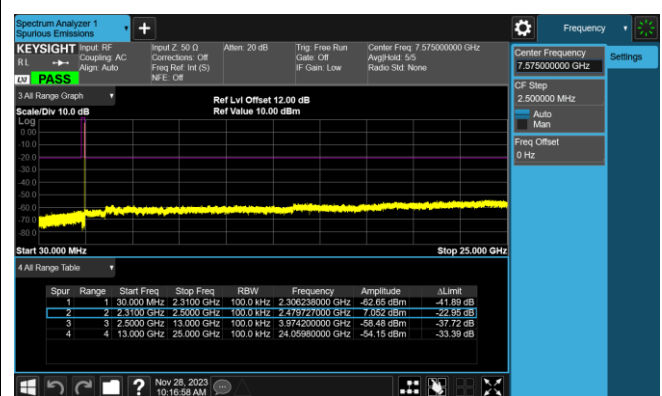 Spectrum Analyzer 1
Spurious Emissions
+
Frequency
KEYSIGHT
RL
LXI
PASS
Input: RF
Coupling: AC
Align: Auto
Input Z: 50 Ω
Corrections: Off
Freq Ref: Int (S)
NFE: Off
Atten: 20 dB
Trig: Free Run
Gate: Off
IF Gain: Low
Center Freq: 7.575000000 GHz
Avg|Hold: 5/5
Radio Std: None
Center Frequency
7.575000000 GHz
Settings
CF Step
2.500000 MHz
Auto
Man
Freq Offset
0 Hz
3 All Range Graph
Scale/Div 10.0 dB
Ref Lvl Offset 12.00 dB
Ref Value 10.00 dBm
Log
0.00
-10.0
-20.0
-30.0
-40.0
-50.0
-60.0
-70.0
-80.0
Start 30.000 MHz
Stop 25.000 GHz
4 All Range Table
Spur Range Start Freq Stop Freq RBW Frequency Amplitude ΔLimit
1 1 30.000 MHz 2.3100 GHz 100.0 kHz 2.306238000 GHz -62.65 dBm -41.89 dB
2 2 2.3100 GHz 2.5000 GHz 100.0 kHz 2.479727000 GHz 7.052 dBm -22.95 dB
3 3 2.5000 GHz 13.000 GHz 100.0 kHz 3.974200000 GHz -58.48 dBm -37.72 dB
4 4 13.000 GHz 25.000 GHz 100.0 kHz 24.05980000 GHz -54.15 dBm -33.39 dB
?
Nov 28, 2023
10:16:58 AM